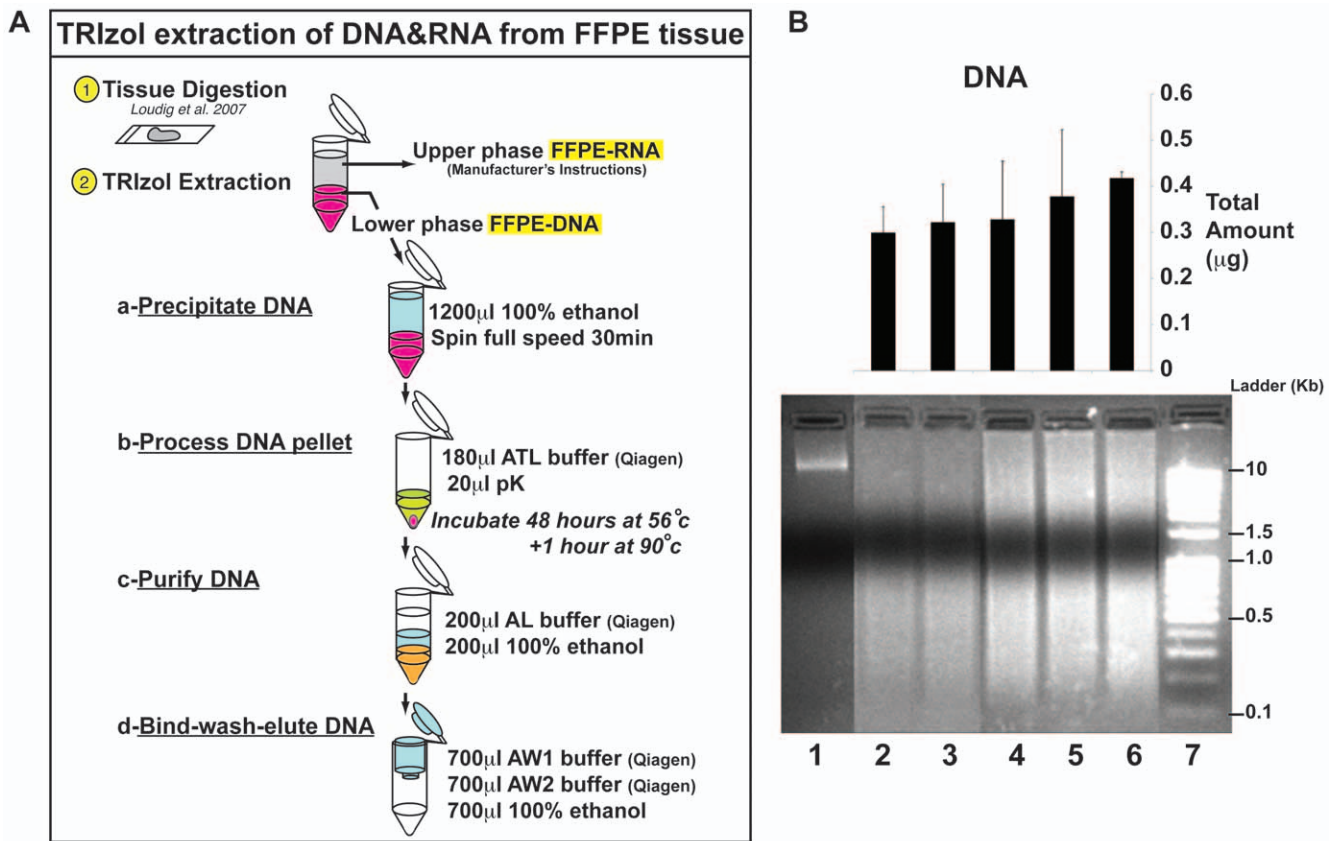 A
TRIzol extraction of DNA&RNA from FFPE tissue
1 Tissue Digestion
Loudig et al. 2007
2 TRIzol Extraction
Upper phase FFPE-RNA
(Manufacturer's Instructions)
Lower phase FFPE-DNA
a-Precipitate DNA
1200µl 100% ethanol
Spin full speed 30min
b-Process DNA pellet
180µl ATL buffer (Qiagen)
20µl pK
Incubate 48 hours at 56°c
+1 hour at 90°c
c-Purify DNA
200µl AL buffer (Qiagen)
200µl 100% ethanol
d-Bind-wash-elute DNA
700µl AW1 buffer (Qiagen)
700µl AW2 buffer (Qiagen)
700µl 100% ethanol
B
DNA
0.6
0.5
0.4
0.3
0.2
0.1
0
Total
Amount
(µg)
Ladder (Kb)
10
1.5
1.0
0.5
0.1
1 2 3 4 5 6 7